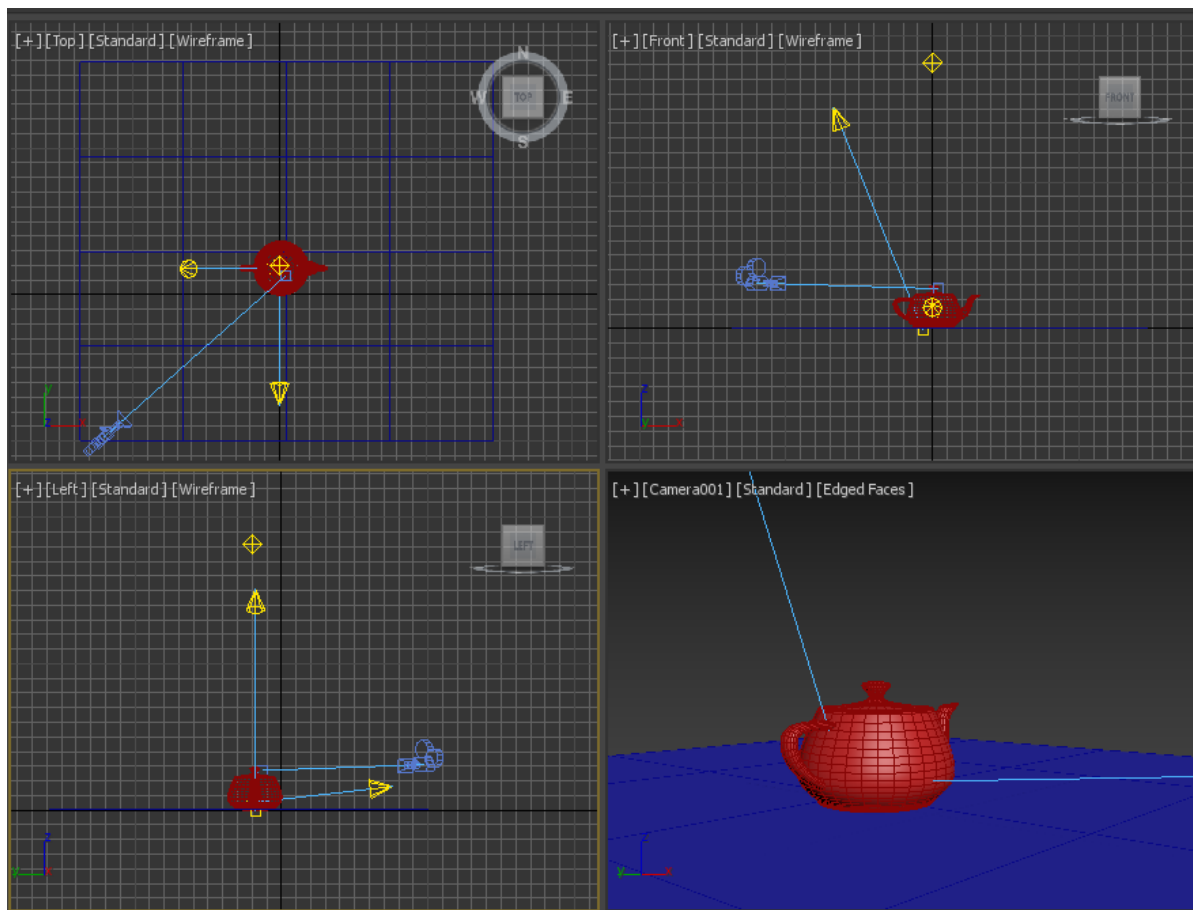 [+] [Top] [Standard] [Wireframe]
N
W
TOP
E
S
y
z
x
[+] [Front] [Standard] [Wireframe]
FRONT
z
y
x
[+] [Left] [Standard] [Wireframe]
LEFT
z
y
x
[+] [Camera001] [Standard] [Edged Faces]
z
y
x